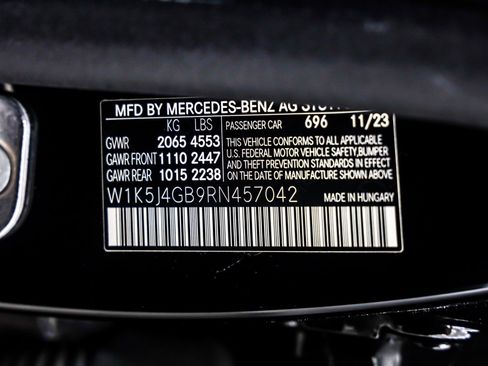 MFD BY MERCEDES-BENZ AG
KG LBS
GVWR 2065 4553
GAWR FRONT 1110 2447
GAWR REAR 1015 2238
PASSENGER CAR 696 11/23
THIS VEHICLE CONFORMS TO ALL APPLICABLE
U.S. FEDERAL MOTOR VEHICLE SAFETY,BUMPER
AND THEFT PREVENTION STANDARDS IN EFFECT
ON THE DATE OF MANUFACTURE SHOWN ABOVE.
W1K5J4GB9RN457042 MADE IN HUNGARY